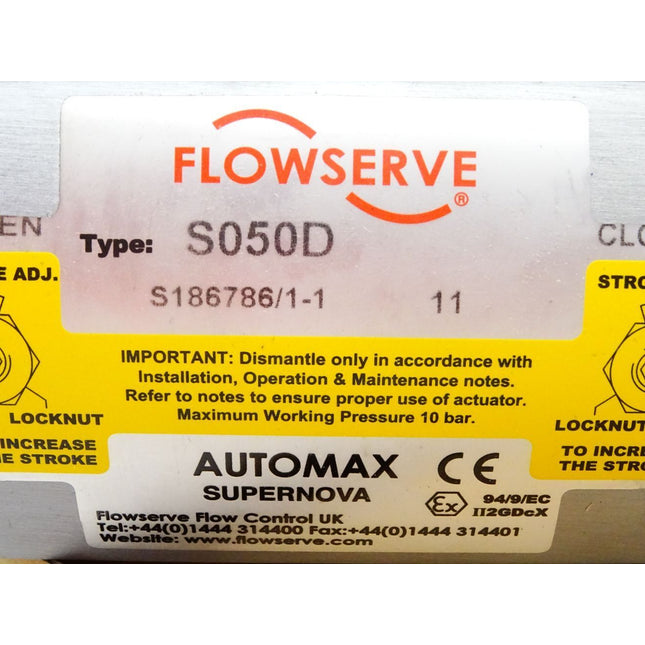 FLOWSERVE®
EN
Type: S050D
CLO
S186786/1-1 11
E ADJ.
STRO
IMPORTANT: Dismantle only in accordance with
Installation, Operation & Maintenance notes.
Refer to notes to ensure proper use of actuator.
Maximum Working Pressure 10 bar.
LOCKNUT
LOCKNUT
INCREASE
HE STROKE
TO INCRE
THE STRO
AUTOMAX CE
SUPERNOVA
Ex 94/9/EC
II2GDcX
Flowserve Flow Control UK
Tel:+44(0)1444 314400 Fax:+44(0)1444 314401
Website: www.flowserve.com